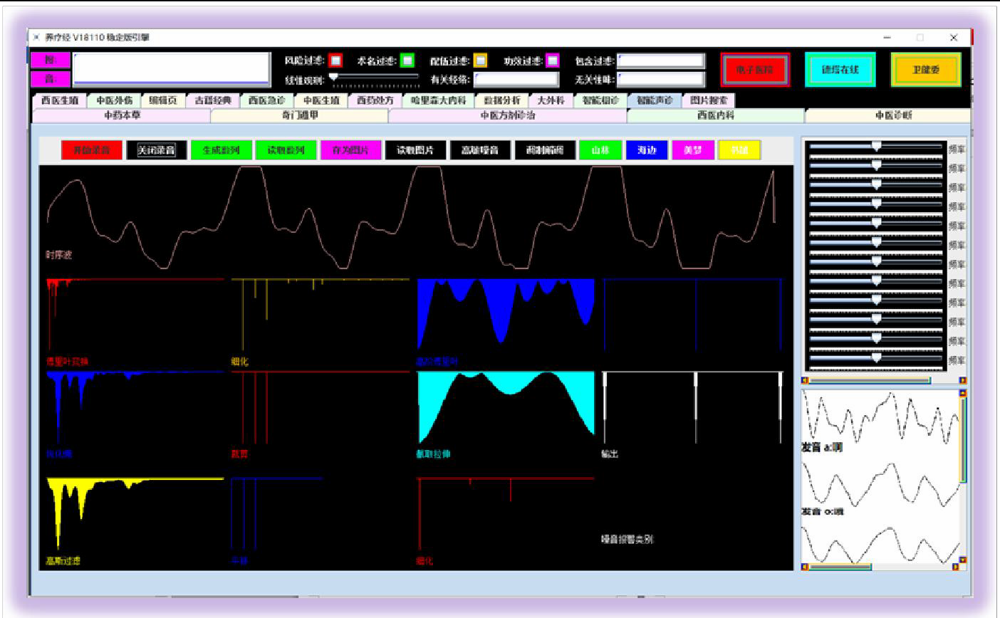 养疗经 V18110 稳定版引擎
搜:
风险过滤: 术名过滤: 配伍过滤: 功效过滤: 包含过滤:
电子医院 德塔在线 卫健委
音:
线性规则: 有关经络: 无关性味:
西医生殖 中医外伤 编辑页 古籍经典 西医急诊 中医生殖 西药处方 哈里森大内科 数据分析 大外科 智能相诊 智能声诊 图片搜索
中药本草 奇门遁甲 中医方剂诊治 西医内科 中医诊断
开始录音 关闭录音 生成数列 读取数列 存为图片 读取图片 高敏噪音 调制解调 山林 海边 美梦
频率
频率
频率
频率
频率
频率
频率
频率
频率
频率
频率
频率
时序波
傅里叶变换 细化 高阶傅里叶
裁剪 截取拉伸 输出
发音 a:啊
发音 o:哦
高斯过滤 平移 细化 噪音报警类别: